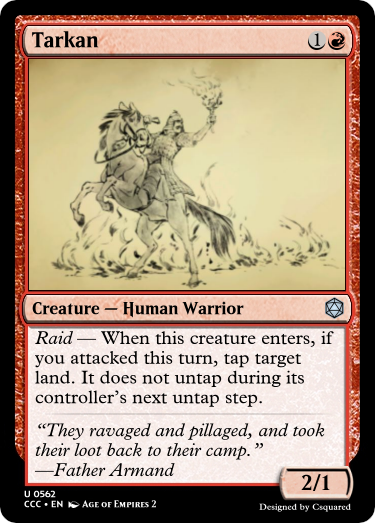 Tarkan
1
Creature — Human Warrior
Raid — When this creature enters, if
you attacked this turn, tap target
land. It does not untap during its
controller's next untap step.
“They ravaged and pillaged, and took
their loot back to their camp.”
—Father Armand
2/1
U 0562
CCC • EN Age of Empires 2
Designed by Csquared